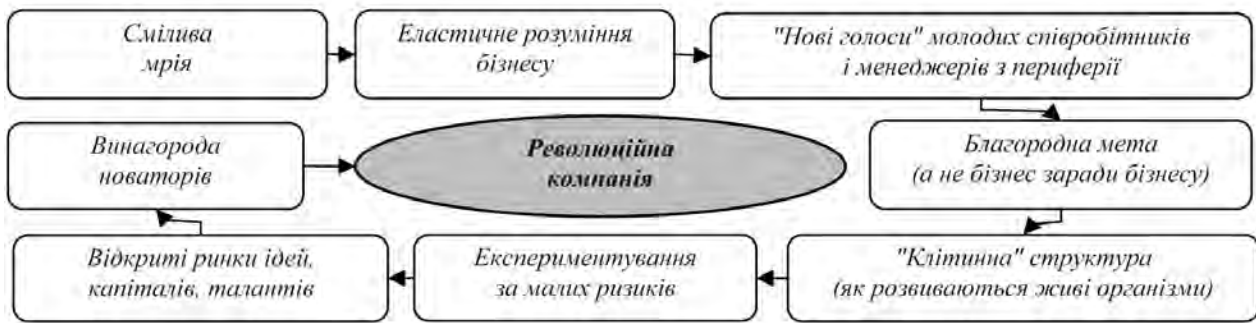 Смілива
мрія
Еластичне розуміння
бізнесу
"Нові голоси" молодих співробітників
і менеджерів з периферії
Благородна мета
(а не бізнес заради бізнесу)
"Клітинна" структура
(як розвиваються живі організми)
Експериментування
за малих ризиків
Відкриті ринки ідей,
капіталів, талантів
Винагорода
новаторів
Революційна
компанія